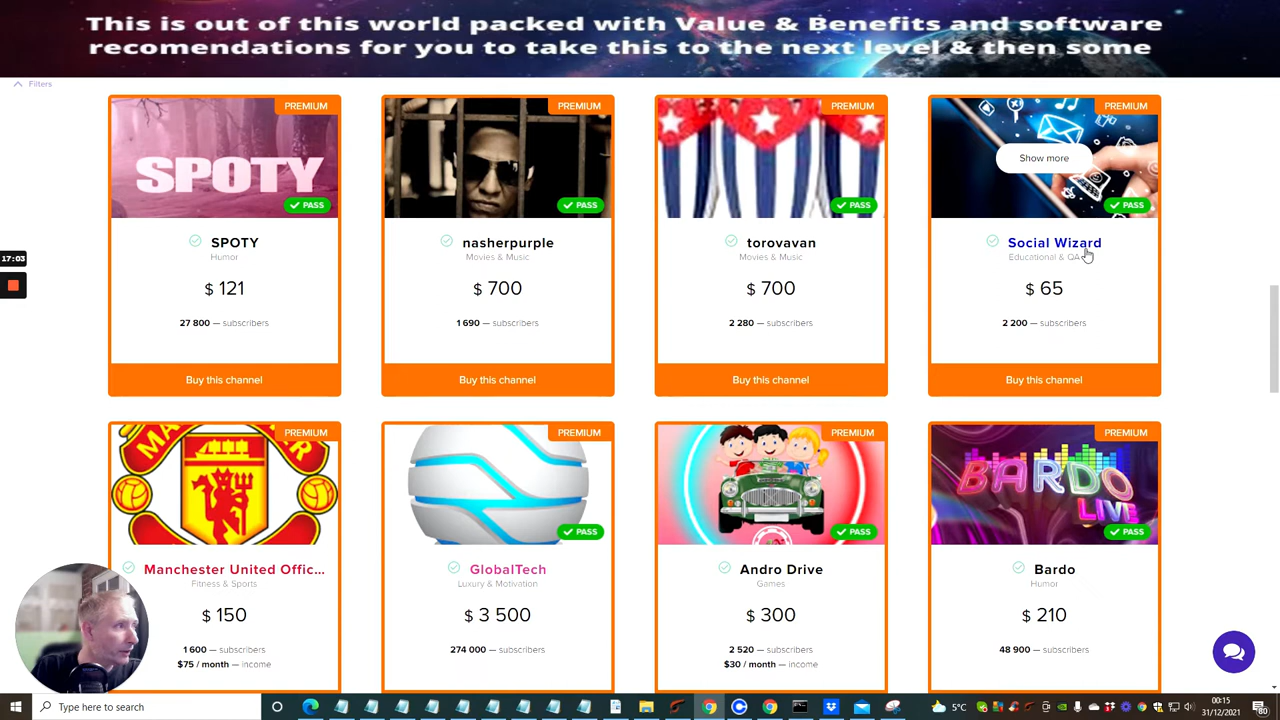 This is out of this world packed with Value & Benefits and software
recomendations for you to take this to the next level & then some
Filters
PREMIUM
SPOTY
PASS
SPOTY
Humor
$ 121
27 800 — subscribers
Buy this channel
PREMIUM
PASS
nasherpurple
Movies & Music
$ 700
1 690 — subscribers
Buy this channel
PREMIUM
PASS
torovavan
Movies & Music
$ 700
2 280 — subscribers
Buy this channel
PREMIUM
Show more
PASS
Social Wizard
Educational & QA
$ 65
2 200 — subscribers
Buy this channel
17:03
PREMIUM
Manchester United Offic...
Fitness & Sports
$ 150
1 600 — subscribers
$75 / month — income
PREMIUM
PASS
GlobalTech
Luxury & Motivation
$ 3 500
274 000 — subscribers
PREMIUM
PASS
Andro Drive
Games
$ 300
2 520 — subscribers
$30 / month — income
PREMIUM
BARDO
LIVE
PASS
Bardo
Humor
$ 210
48 900 — subscribers
Type here to search
5°C
00:15
31/12/2021
60